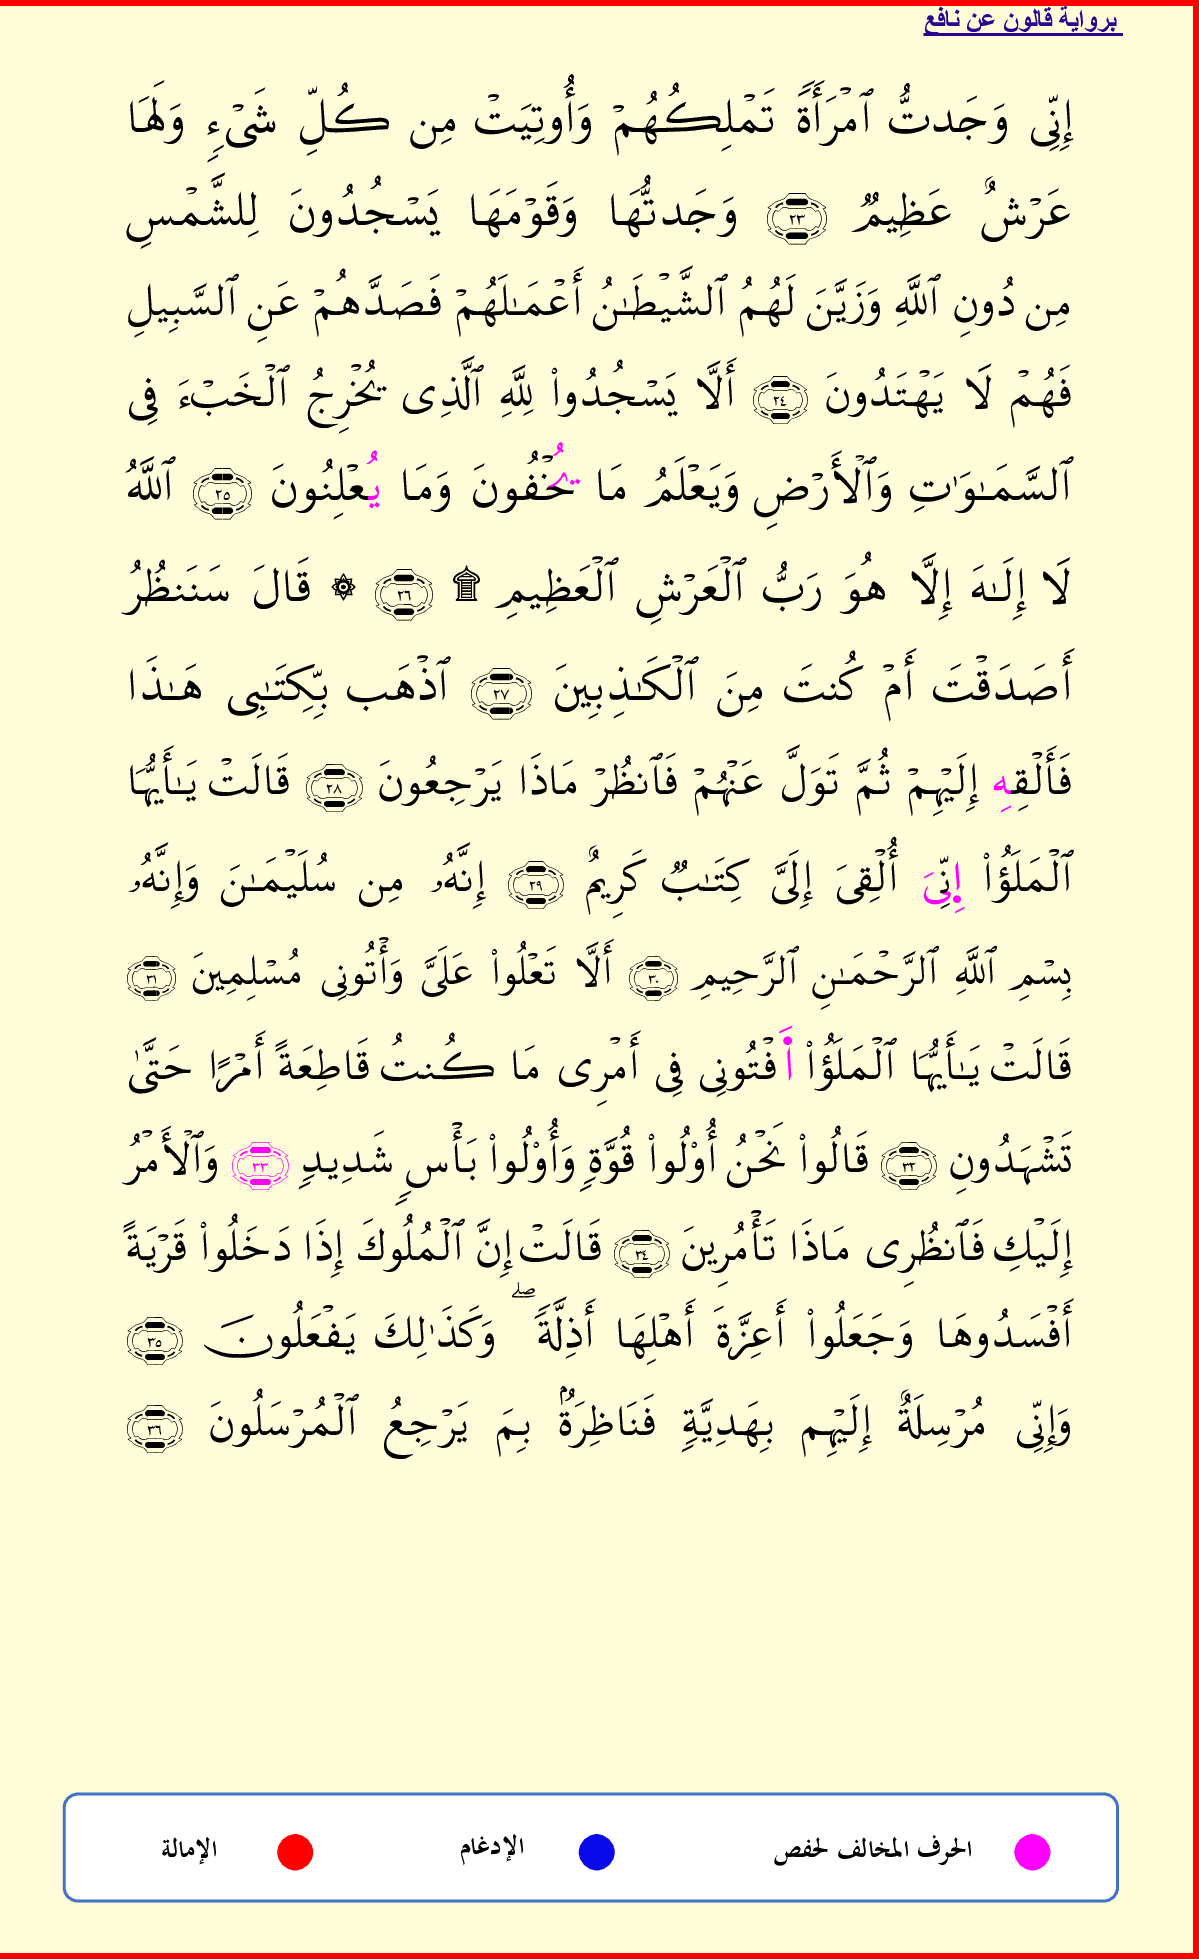 برواية قالون عن نافع
إِنِّى وَجَدتُّ ٱمْرَأَةً تَمْلِكُهُمْ وَأُوتِيَتْ مِن كُلِّ شَىْءٍ وَلَهَا
عَرْشٌ عَظِيمٌ ٢٣ وَجَدتُّهَا وَقَوْمَهَا يَسْجُدُونَ لِلشَّمْسِ
مِن دُونِ ٱللَّهِ وَزَيَّنَ لَهُمُ ٱلشَّيْطَـٰنُ أَعْمَـٰلَهُمْ فَصَدَّهُمْ عَنِ ٱلسَّبِيلِ
فَهُمْ لَا يَهْتَدُونَ ٢٤ أَلَّا يَسْجُدُوا۟ لِلَّهِ ٱلَّذِى يُخْرِجُ ٱلْخَبْءَ فِى
ٱلسَّمَـٰوَٰتِ وَٱلْأَرْضِ وَيَعْلَمُ مَا يُخْفُونَ وَمَا يُعْلِنُونَ ٢٥ ٱللَّهُ
لَا إِلَـٰهَ إِلَّا هُوَ رَبُّ ٱلْعَرْشِ ٱلْعَظِيمِ ۩ ٢٦ ۞ قَالَ سَنَنظُرُ
أَصَدَقْتَ أَمْ كُنتَ مِنَ ٱلْكَـٰذِبِينَ ٢٧ ٱذْهَب بِّكِتَـٰبِى هَـٰذَا
فَأَلْقِهِ إِلَيْهِمْ ثُمَّ تَوَلَّ عَنْهُمْ فَٱنظُرْ مَاذَا يَرْجِعُونَ ٢٨ قَالَتْ يَـٰأَيُّهَا
ٱلْمَلَؤُا۟ اِ۬نِّىَ أُلْقِىَ إِلَىَّ كِتَـٰبٌ كَرِيمٌ ٢٩ إِنَّهُۥ مِن سُلَيْمَـٰنَ وَإِنَّهُۥ
بِسْمِ ٱللَّهِ ٱلرَّحْمَـٰنِ ٱلرَّحِيمِ ٣٠ أَلَّا تَعْلُوا۟ عَلَىَّ وَأْتُونِى مُسْلِمِينَ ٣١
قَالَتْ يَـٰأَيُّهَا ٱلْمَلَؤُا۟ اَ۬فْتُونِى فِى أَمْرِى مَا كُنتُ قَاطِعَةً أَمْرًا حَتَّىٰ
تَشْهَدُونِ ٣٢ قَالُوا۟ نَحْنُ أُو۟لُوا۟ قُوَّةٍ وَأُو۟لُوا۟ بَأْسٍ شَدِيدٍ ٣٣ وَٱلْأَمْرُ
إِلَيْكِ فَٱنظُرِى مَاذَا تَأْمُرِينَ ٣٤ قَالَتْ إِنَّ ٱلْمُلُوكَ إِذَا دَخَلُوا۟ قَرْيَةً
أَفْسَدُوهَا وَجَعَلُوا۟ أَعِزَّةَ أَهْلِهَا أَذِلَّةً ۖ وَكَذَٰلِكَ يَفْعَلُونَ ٣٥
وَإِنِّى مُرْسِلَةٌ إِلَيْهِم بِهَدِيَّةٍ فَنَاظِرَةٌۢ بِمَ يَرْجِعُ ٱلْمُرْسَلُونَ ٣٦
الحرف المخالف لحفص الإدغام الإمالة